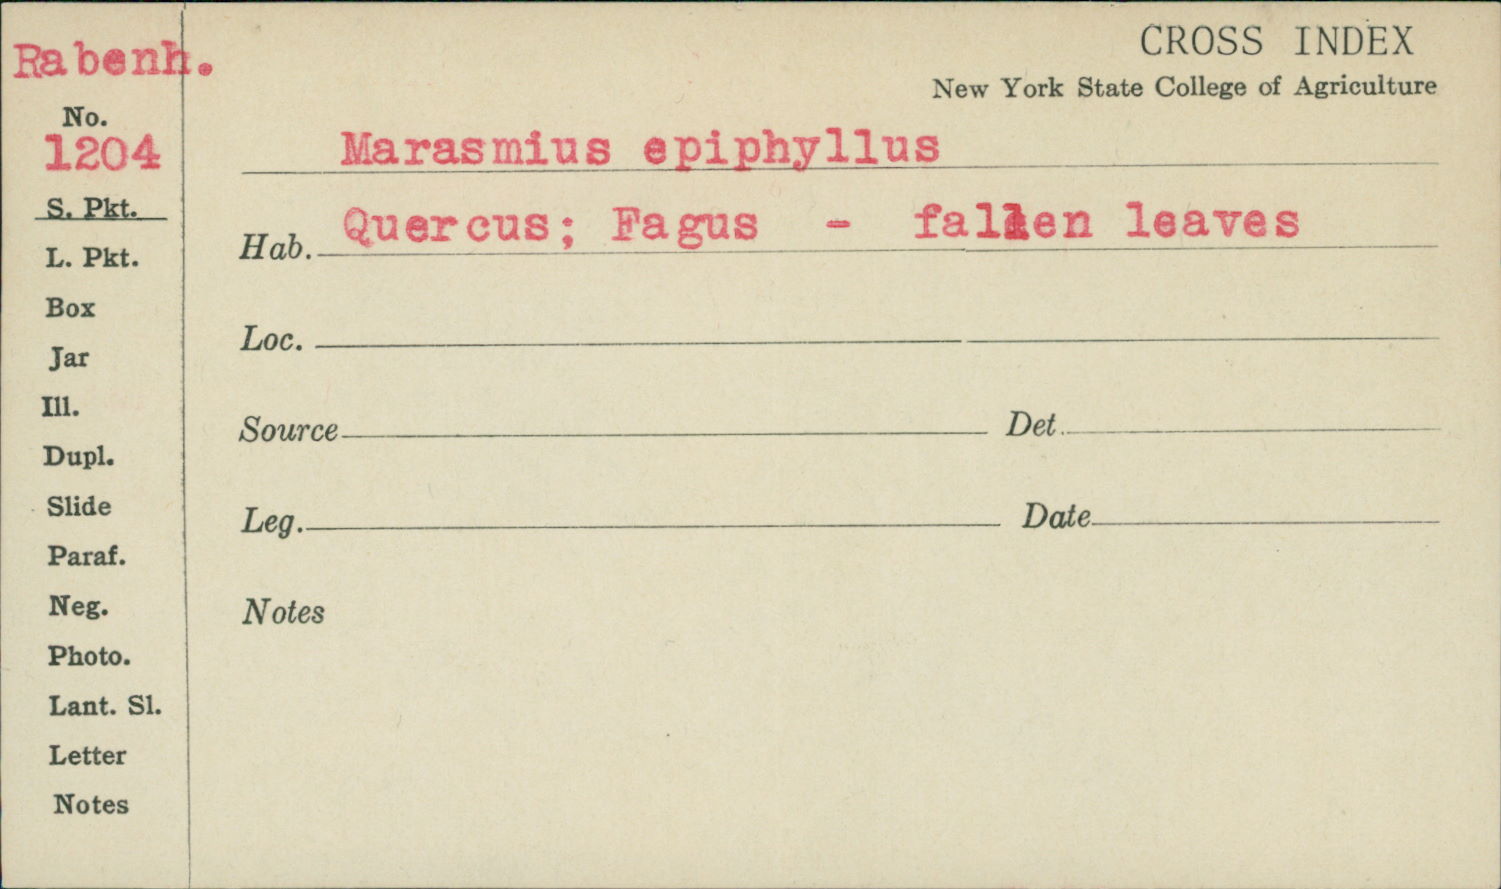 Rabenh.
CROSS INDEX
New York State College of Agriculture
No.
1204
Marasmius epiphyllus
S. Pkt.
Hab. Quercus; Fagus - fallen leaves
L. Pkt.
Box
Loc.
Jar
Ill.
Source
Det.
Dupl.
Slide
Leg.
Date
Paraf.
Neg.
Notes
Photo.
Lant. Sl.
Letter
Notes